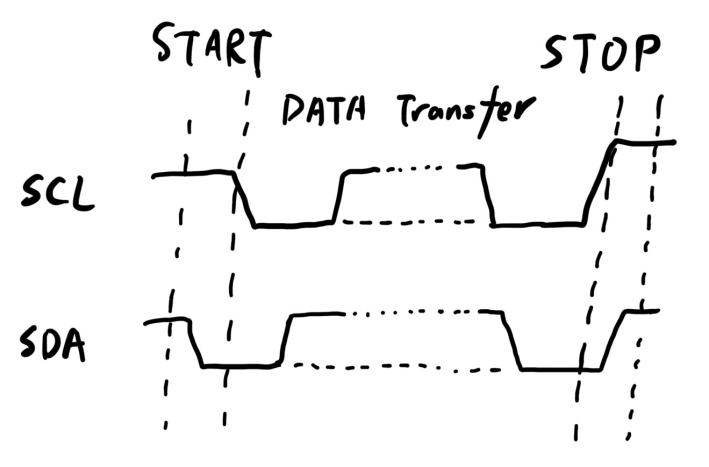 START STOP
DATA Transfer
SCL
SDA